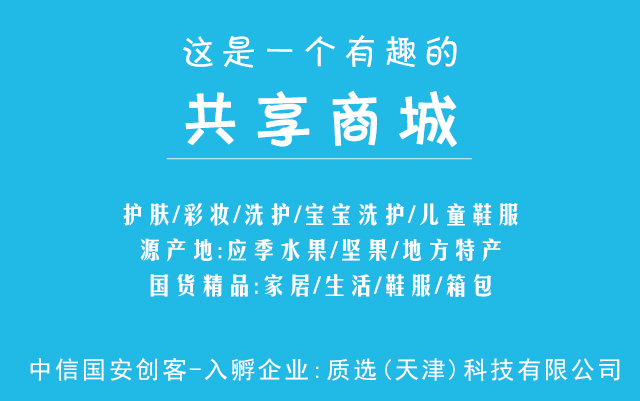 这是一个有趣的
共享商城
护肤/彩妆/洗护/宝宝洗护/儿童鞋服
源产地:应季水果/坚果/地方特产
国货精品:家居/生活/鞋服/箱包
中信国安创客-入孵企业:质选(天津)科技有限公司